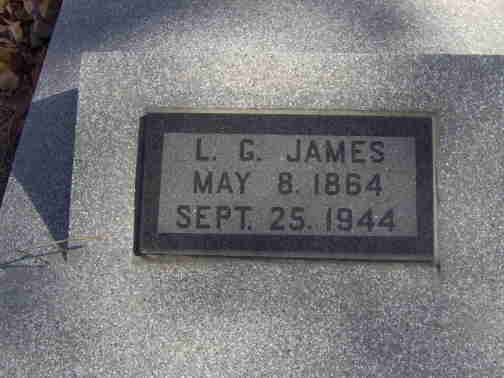 L. G. JAMES
MAY 8. 1864
SEPT. 25. 1944